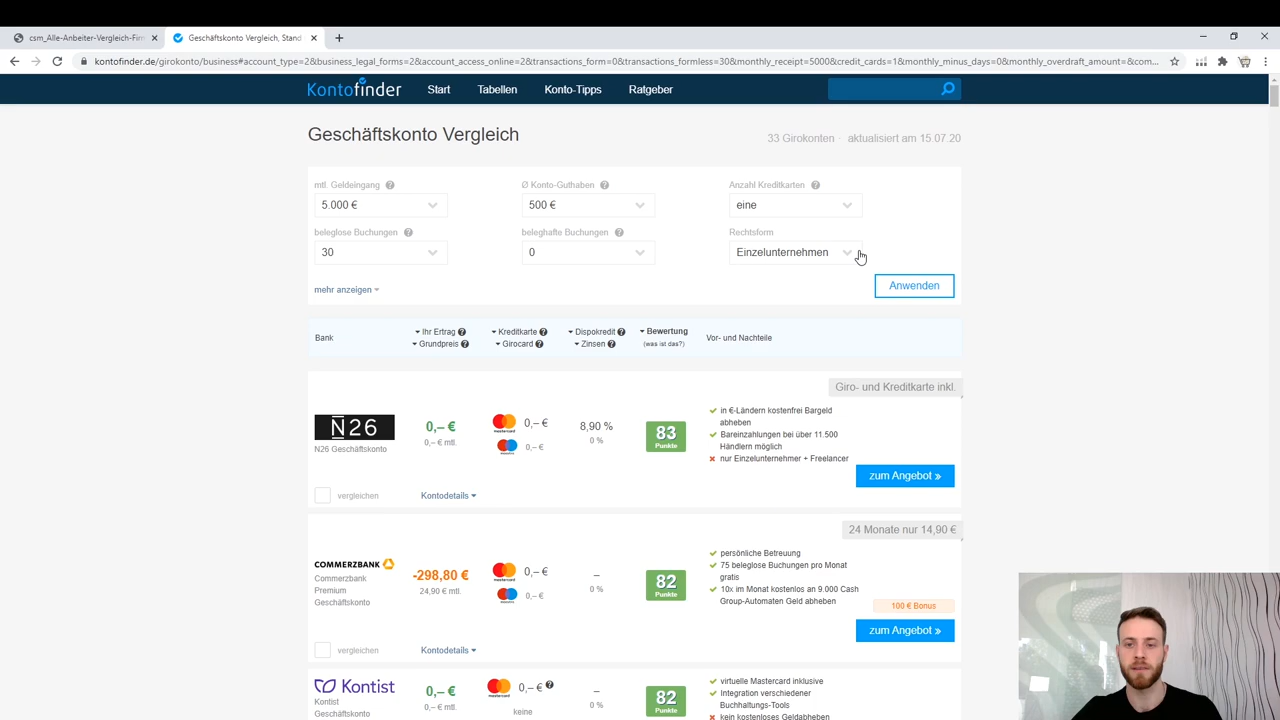 csm_Alle-Anbeiter-Vergleich-Firm
Geschäftskonto Vergleich, Stand
kontofinder.de/girokonto/business#account_type=2&business_legal_forms=2&account_access_online=2&transactions_form=0&transactions_formless=30&monthly_receipt=5000&credit_cards=1&monthly_minus_days=0&monthly_overdraft_amount=&com...
Kontofinder Start Tabellen Konto-Tipps Ratgeber
Geschäftskonto Vergleich
33 Girokonten · aktualisiert am 15.07.20
mtl. Geldeingang ? Ø Konto-Guthaben ? Anzahl Kreditkarten ?
5.000 € 500 € eine
beleglose Buchungen ? beleghafte Buchungen ? Rechtsform
30 0 Einzelunternehmen
mehr anzeigen
Anwenden
Bank
Ihr Ertrag ? Kreditkarte ? Dispokredit ? Bewertung
Grundpreis ? Girocard ? Zinsen ? (was ist das?)
Vor- und Nachteile
Giro- und Kreditkarte inkl.
N26
N26 Geschäftskonto
0,– €
0,– € mtl.
mastercard 0,– €
maestro 0,– €
8,90 %
0 %
83
Punkte
in €-Ländern kostenfrei Bargeld
abheben
Bareinzahlungen bei über 11.500
Händlern möglich
nur Einzelunternehmer + Freelancer
zum Angebot »
vergleichen
Kontodetails
24 Monate nur 14,90 €
COMMERZBANK
Commerzbank
Premium
Geschäftskonto
-298,80 €
24,90 € mtl.
mastercard 0,– €
maestro 0,– €
–
0 %
82
Punkte
persönliche Betreuung
75 beleglose Buchungen pro Monat
gratis
10x im Monat kostenlos an 9.000 Cash
Group-Automaten Geld abheben
100 € Bonus
zum Angebot »
vergleichen
Kontodetails
Kontist
Kontist
Geschäftskonto
0,– €
0,– € mtl.
mastercard 0,– € ?
keine
–
0 %
82
Punkte
virtuelle Mastercard inklusive
Integration verschiedener
Buchhaltungs-Tools
kein kostenloses Geldabheben